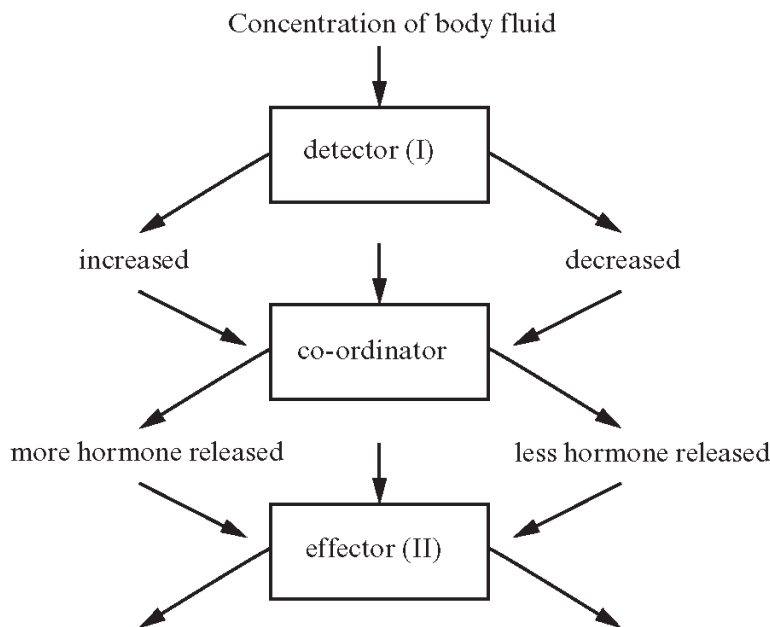 Concentration of body fluid
detector (I)
increased
decreased
co-ordinator
more hormone released
less hormone released
effector (II)